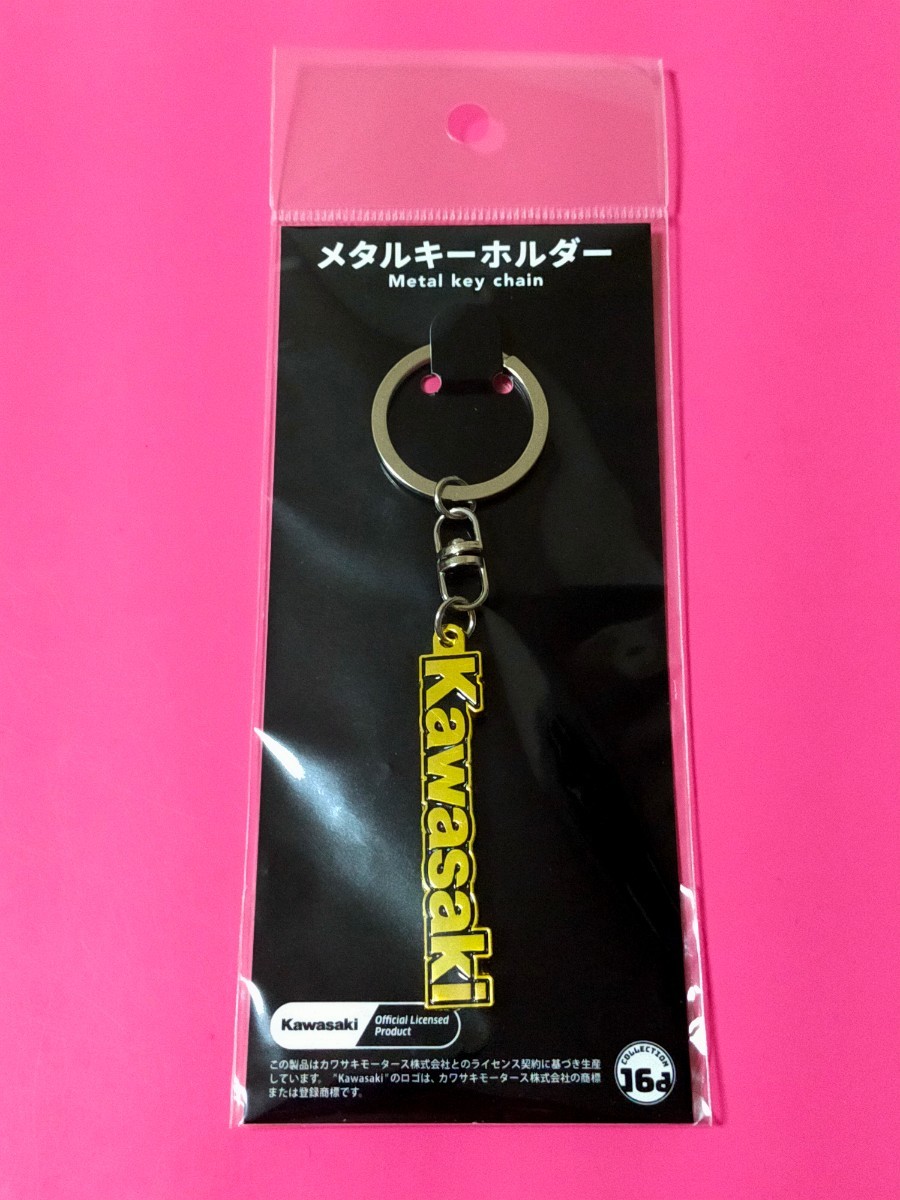 メタルキーホルダー
Metal key chain
Kawasaki
Kawasaki
Official Licensed
Product
この製品はカワサキモータース株式会社とのライセンス契約に基づき生産
しています。 "Kawasaki"のロゴは、カワサキモータース株式会社の商標
または登録商標です。
COLLECTION
16d